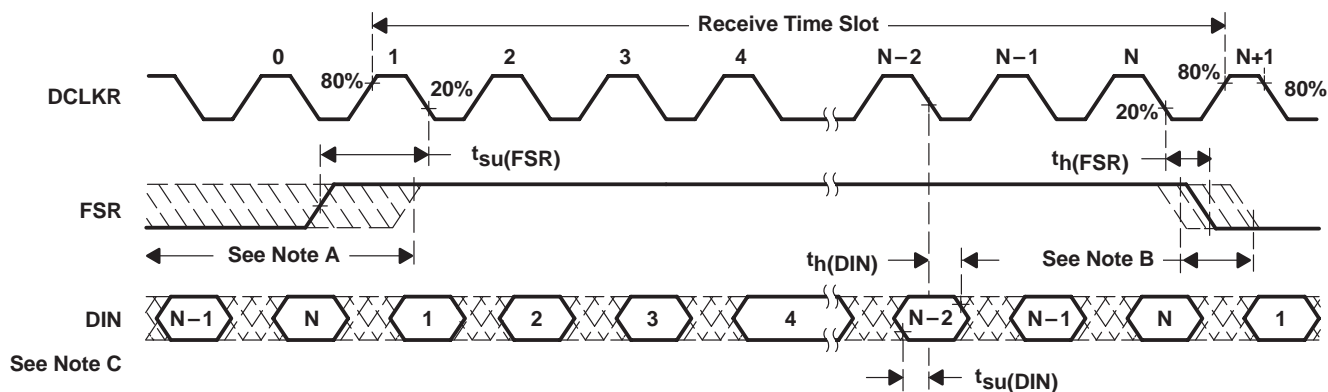 Receive Time Slot
0 1 2 3 4 N–2 N–1 N N+1
80% 20% 80% 80%
DCLKR
20%
tsu(FSR) th(FSR)
FSR
See Note A th(DIN) See Note B
DIN N–1 N 1 2 3 4 N–2 N–1 N 1
See Note C
tsu(DIN)